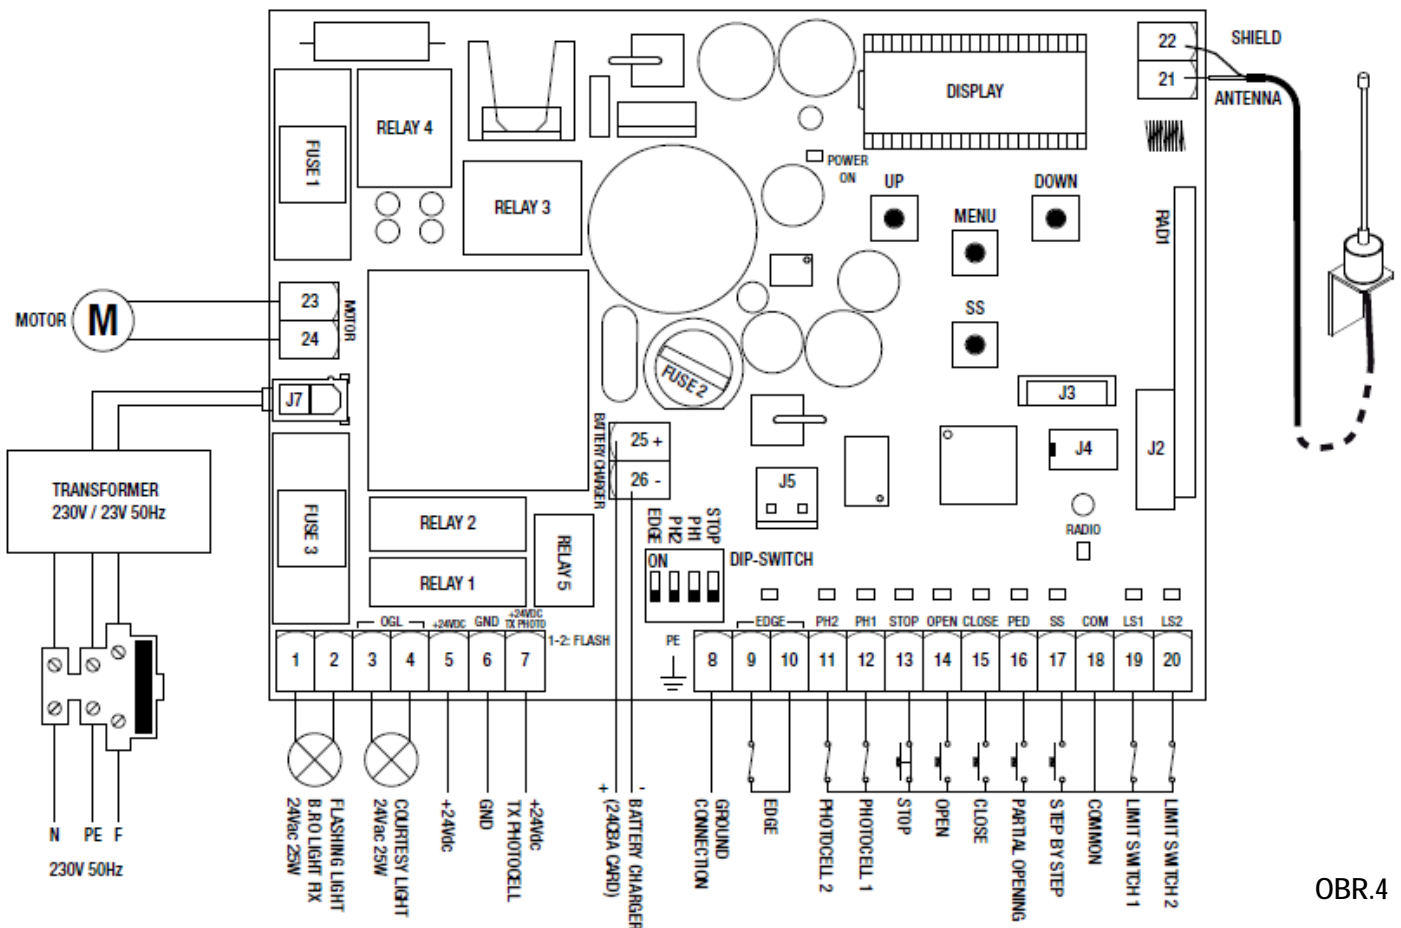 22
SHIELD
21
ANTENNA
DISPLAY
RELAY 4
FUSE 1
POWER
ON
UP
DOWN
MENU
RELAY 3
RAD1
SS
MOTOR
M
23
24
MOTOR
FUSE 2
J7
J3
BATTERY CHARGER
25 +
26 -
J4
J2
J5
TRANSFORMER
230V / 23V 50Hz
FUSE 3
RELAY 2
RELAY 1
RELAY 5
EDGE
PH2
PH1
STOP
ON
DIP-SWITCH
RADIO
OGL
+24VDC
GND
+24VDC
TX PHOTO
1-2: FLASH
PE
EDGE
PH2
PH1
STOP
OPEN
CLOSE
PED
SS
COM
LS1
LS2
1
2
3
4
5
6
7
8
9
10
11
12
13
14
15
16
17
18
19
20
N
PE
F
230V 50Hz
FLASHING LIGHT
B.RO LIGHT FIX
24Vac 25W
COURTESY LIGHT
24Vac 25W
+24Vdc
GND
+24Vdc
TX PHOTOCELL
+
-
BATTERY CHARGER
(24CBA CARD)
GROUND
CONNECTION
EDGE
PHOTOCELL 2
PHOTOCELL 1
STOP
OPEN
CLOSE
PARTIAL OPENING
STEP BY STEP
COMMON
LIMIT SWITCH 1
LIMIT SWITCH 2
OBR.4